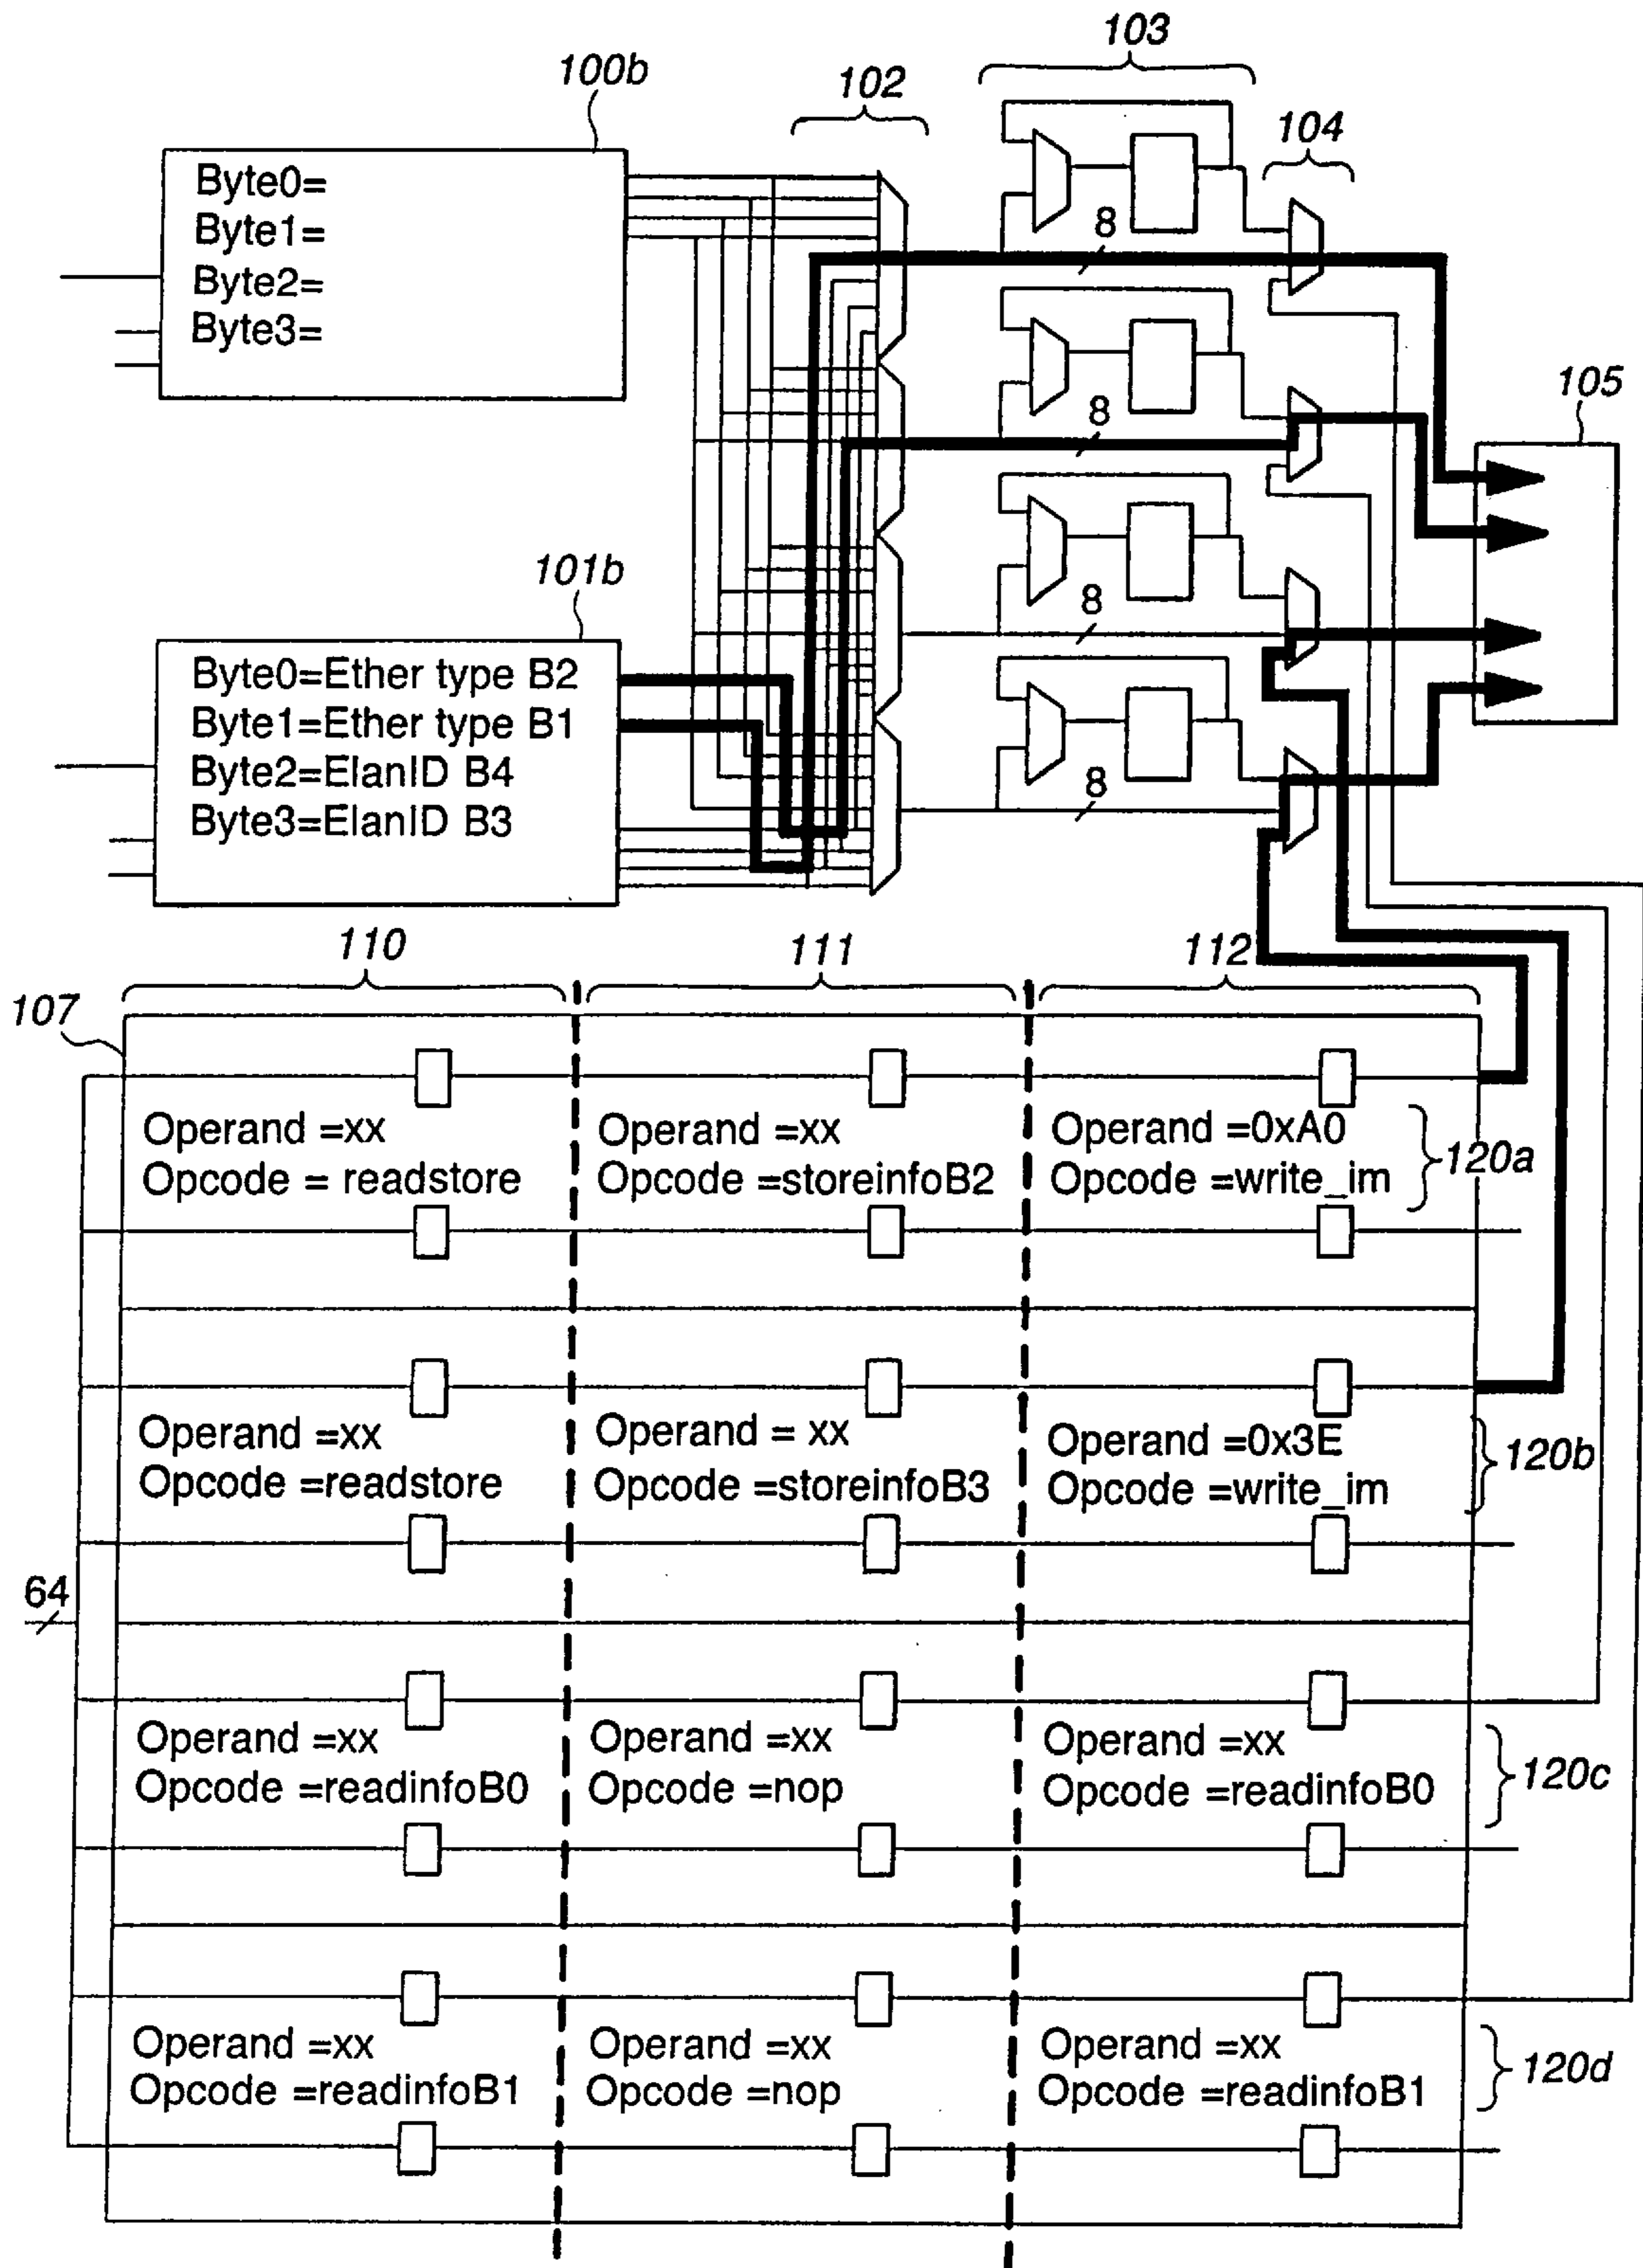 103
100b
102
104
Byte0=
Byte1=
Byte2=
Byte3=
8
8
105
101b
8
Byte0=Ether type B2
Byte1=Ether type B1
Byte2=ElanID B4
Byte3=ElanID B3
8
110
111
112
107
Operand =xx
Opcode = readstore
Operand =xx
Opcode =storeinfoB2
Operand =0xA0
Opcode =write_im
120a
Operand =xx
Opcode =readstore
Operand = xx
Opcode =storeinfoB3
Operand =0x3E
Opcode =write_im
120b
64
Operand =xx
Opcode =readinfoB0
Operand =xx
Opcode =nop
Operand =xx
Opcode =readinfoB0
120c
Operand =xx
Opcode =readinfoB1
Operand =xx
Opcode =nop
Operand =xx
Opcode =readinfoB1
120d